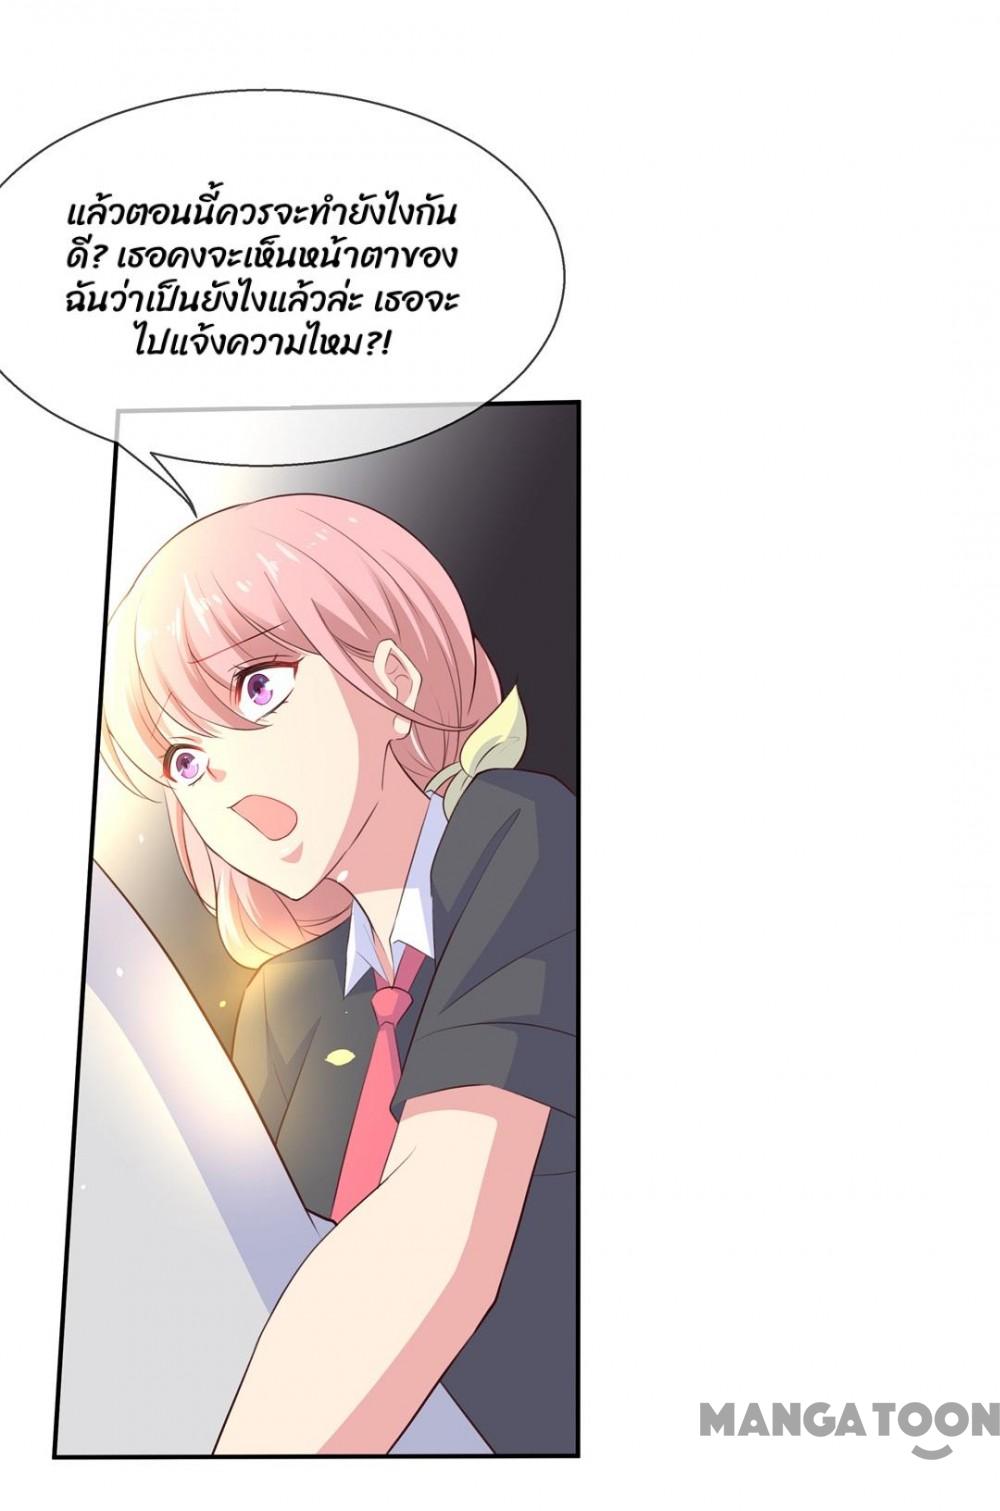 แล้วตอนนี้ควรจะทำยังไงกัน
ดี? เธอคงจะเห็นหน้าตาของ
ฉันว่าเป็นยังไงแล้วล่ะ เธอจะ
ไปแจ้งความไหม?!
MANGATOON